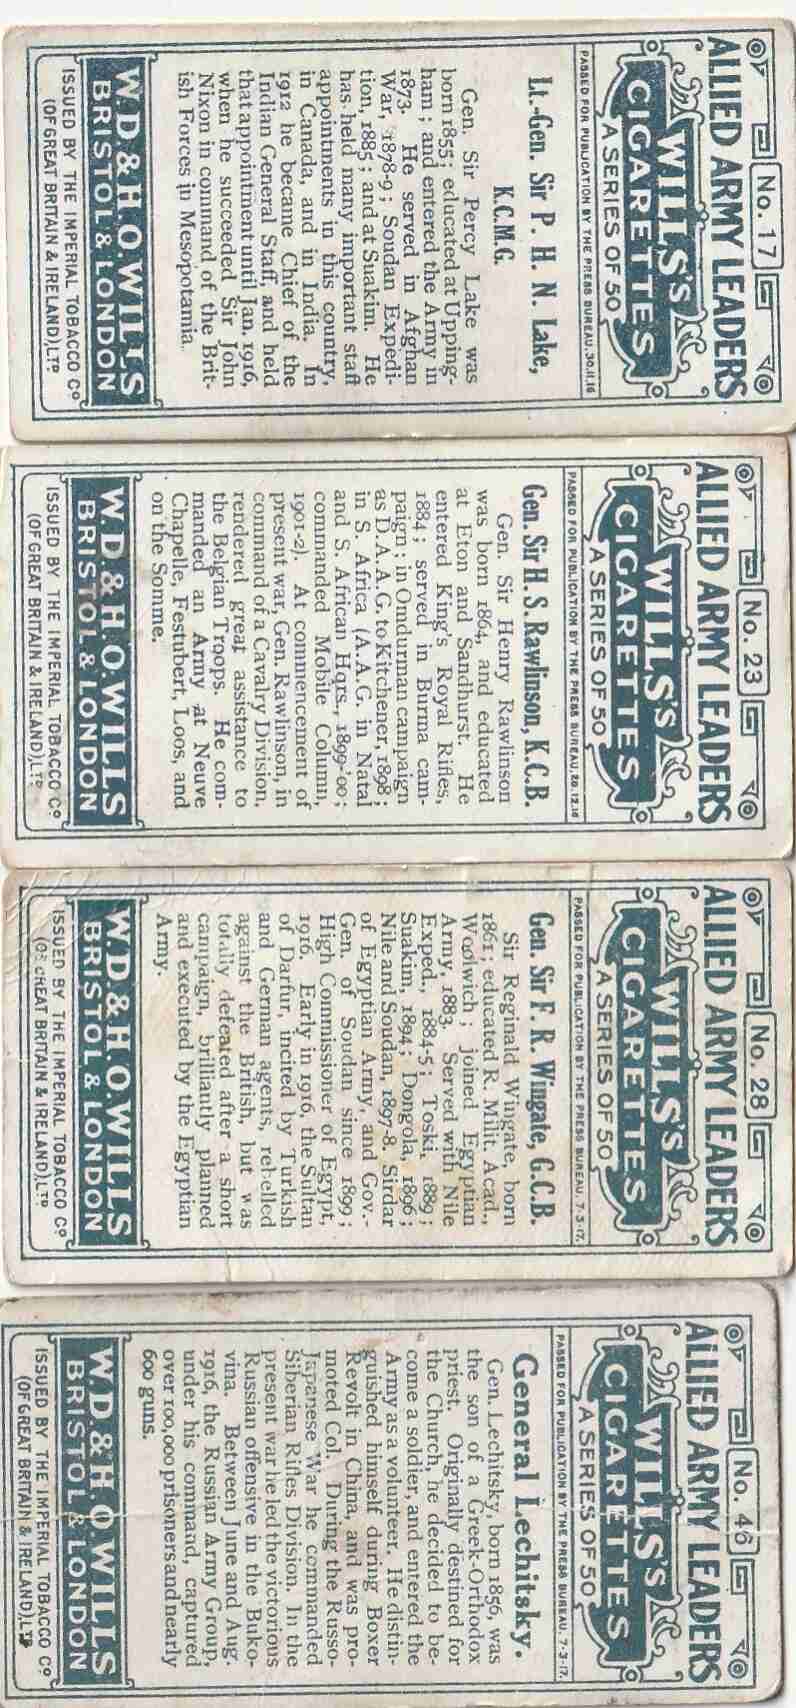 No. 17
ALLIED ARMY LEADERS
WILLS's
CIGARETTES
A SERIES OF 50
PASSED FOR PUBLICATION BY THE PRESS BUREAU, 30.11.16
Lt.-Gen. Sir P. H. N. Lake,
K.C.M.G.
Gen. Sir Percy Lake was
born 1855; educated at Upping-
ham; and entered the Army in
1873. He served in Afghan
War, 1878-9; Soudan Expedi-
tion, 1885; and at Suakim. He
has held many important staff
appointments in this country,
in Canada, and in India. In
1912 he became Chief of the
Indian General Staff, and held
that appointment until Jan. 1916,
when he succeeded Sir John
Nixon in command of the Brit-
ish Forces in Mesopotamia.
W.D. & H.O. WILLS
BRISTOL & LONDON
ISSUED BY THE IMPERIAL TOBACCO CO
(OF GREAT BRITAIN & IRELAND), LTD
No. 23
ALLIED ARMY LEADERS
WILLS's
CIGARETTES
A SERIES OF 50
PASSED FOR PUBLICATION BY THE PRESS BUREAU, 20.12.16
Gen. Sir H. S. Rawlinson, K.C.B.
Gen. Sir Henry Rawlinson
was born 1864, and educated
at Eton and Sandhurst. He
entered King's Royal Rifles,
1884; served in Burma cam-
paign; in Omdurman campaign
as D.A.A.G. to Kitchener, 1898;
in S. Africa (A.A.G. in Natal
and S. African Hqrs., 1899-'00;
commanded Mobile Column,
1901-2). At commencement of
present war, Gen. Rawlinson, in
command of a Cavalry Division,
rendered great assistance to
the Belgian Troops. He com-
manded an Army at Neuve
Chapelle, Festubert, Loos, and
on the Somme.
W.D. & H.O. WILLS
BRISTOL & LONDON
ISSUED BY THE IMPERIAL TOBACCO CO
(OF GREAT BRITAIN & IRELAND), LTD
No. 28
ALLIED ARMY LEADERS
WILLS's
CIGARETTES
A SERIES OF 50
PASSED FOR PUBLICATION BY THE PRESS BUREAU, 7-3-17.
Gen. Sir F. R. Wingate, G.C.B.
Sir Reginald Wingate, born
1861; educated R. Milit. Acad.,
Woolwich; joined Egyptian
Army, 1883. Served with Nile
Exped., 1884-5; Toski, 1889;
Suakim, 1894; Dongola, 1896;
Nile and Soudan, 1897-8. Sirdar
of Egyptian Army, and Gov.-
Gen. of Soudan since 1899;
High Commissioner of Egypt,
1916. Early in 1916, the Sultan
of Darfur, incited by Turkish
and German agents, rebelled
against the British, but was
totally defeated after a short
campaign, brilliantly planned
and executed by the Egyptian
Army.
W.D. & H.O. WILLS
BRISTOL & LONDON
ISSUED BY THE IMPERIAL TOBACCO CO
(OF GREAT BRITAIN & IRELAND), LTD
No. 46
ALLIED ARMY LEADERS
WILLS's
CIGARETTES
A SERIES OF 50
PASSED FOR PUBLICATION BY THE PRESS BUREAU, 7-3-17.
General Lechitsky.
Gen. Lechitsky, born 1856, was
the son of a Greek-Orthodox
priest. Originally destined for
the Church, he decided to be-
come a soldier, and entered the
Army as a volunteer. He distin-
guished himself during Boxer
Revolt in China, and was pro-
moted Col. During the Russo-
Japanese War he commanded
Siberian Rifles Division. In the
present war he led the victorious
Russian offensive in the Buko-
vina. Between June and Aug.
1916, the Russian Army Group,
under his command, captured
over 100,000 prisoners and nearly
600 guns.
W.D. & H.O. WILLS
BRISTOL & LONDON
ISSUED BY THE IMPERIAL TOBACCO CO
(OF GREAT BRITAIN & IRELAND), LTD